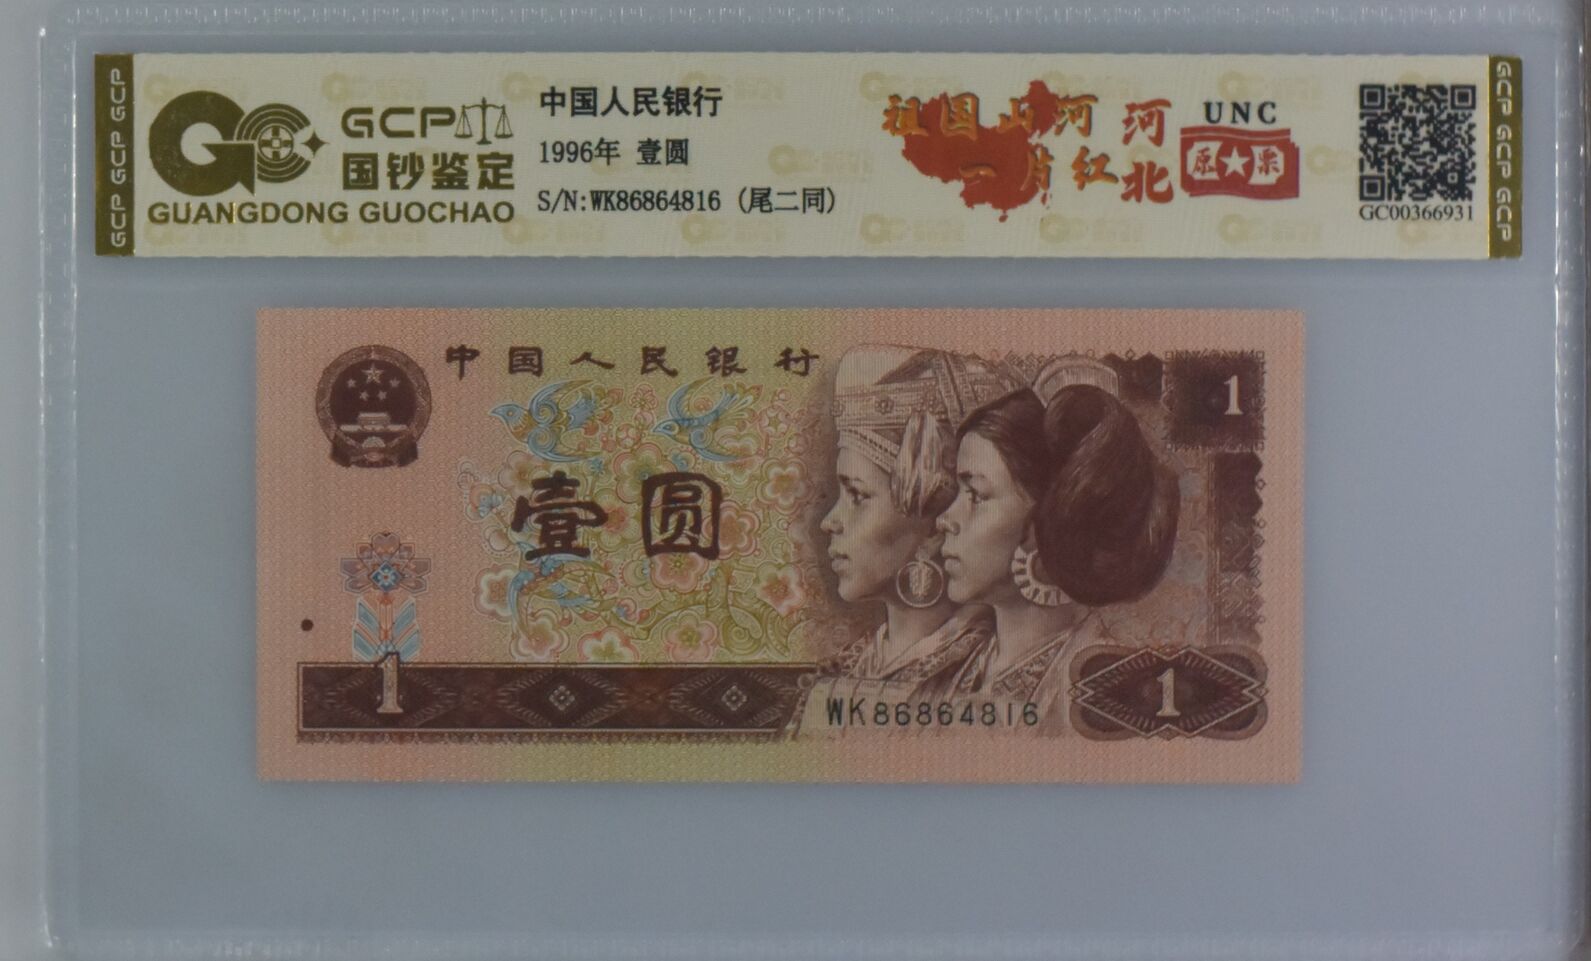 GCP GCP GCP
GCP
国钞鉴定
GUANGDONG GUOCHAO
中国人民银行
1996年 壹圆
S/N:WK86864816 (尾二同)
祖国山河
一片红
河北
UNC
原★票
GC00366931
GCP GCP GCP
中国人民银行
1
壹圆
1
WK86864816
1